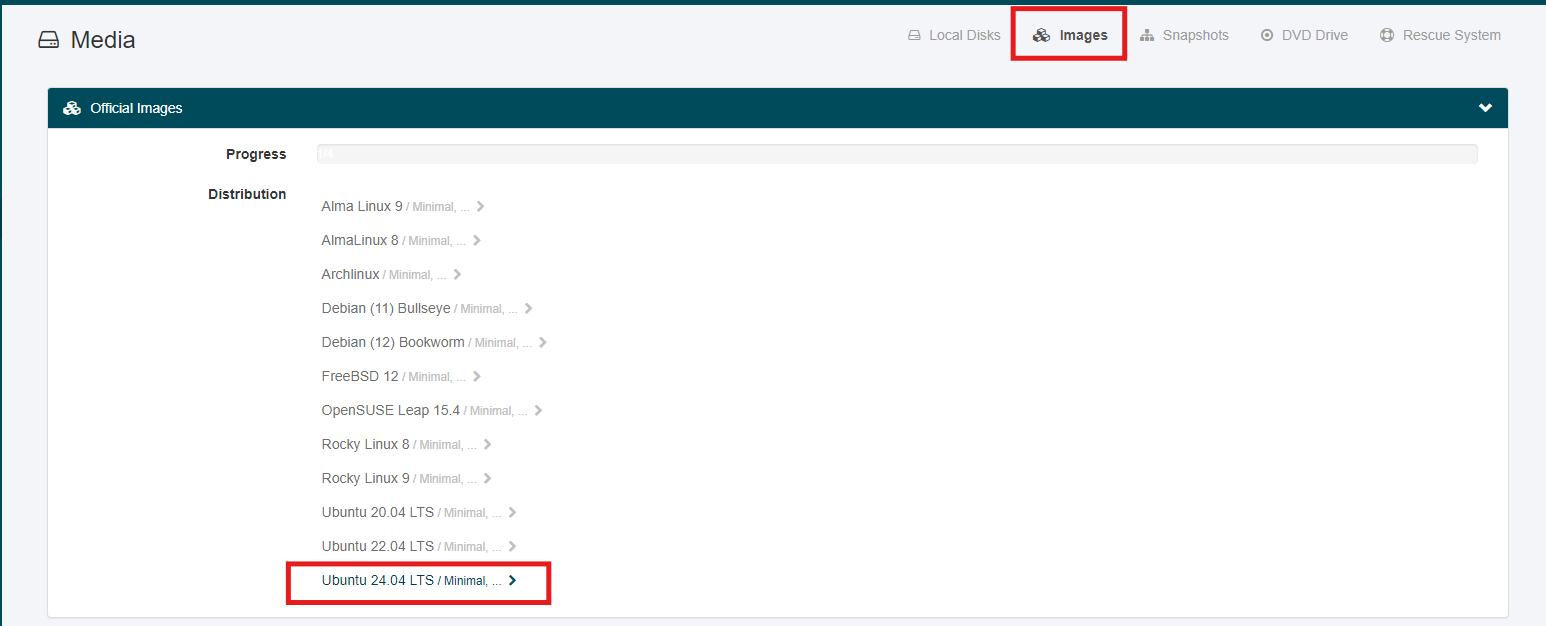 Media
Local Disks Images Snapshots DVD Drive Rescue System
Official Images
Progress 1/4
Distribution
Alma Linux 9 / Minimal, ...
AlmaLinux 8 / Minimal, ...
Archlinux / Minimal, ...
Debian (11) Bullseye / Minimal, ...
Debian (12) Bookworm / Minimal, ...
FreeBSD 12 / Minimal, ...
OpenSUSE Leap 15.4 / Minimal, ...
Rocky Linux 8 / Minimal, ...
Rocky Linux 9 / Minimal, ...
Ubuntu 20.04 LTS / Minimal, ...
Ubuntu 22.04 LTS / Minimal, ...
Ubuntu 24.04 LTS / Minimal, ...